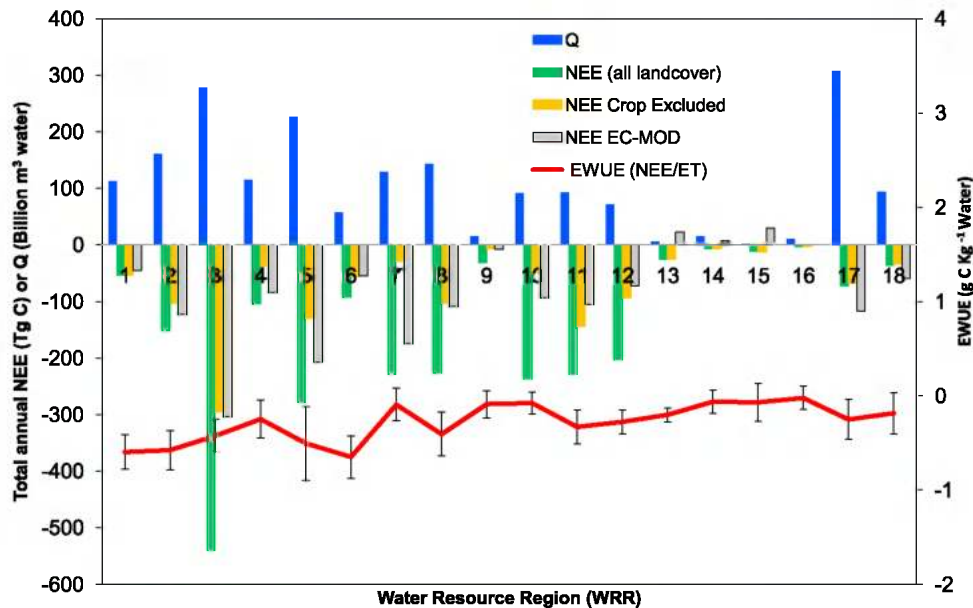 400
300
200
100
0
-100
-200
-300
-400
-500
-600
Total annual NEE (Tg C) or Q (Billion m³ water)
Q
NEE (all landcover)
NEE Crop Excluded
NEE EC-MOD
EWUE (NEE/ET)
1 2 3 4 5 6 7 8 9 10 11 12 13 14 15 16 17 18
4
3
2
1
0
-1
-2
EWUE (g C Kg⁻¹ Water)
Water Resource Region (WRR)